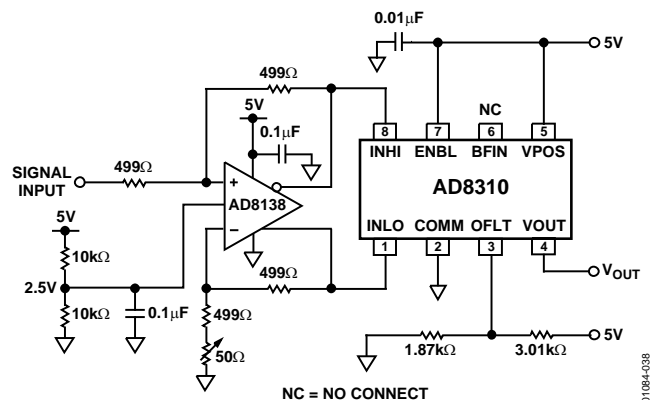 0.01μF
5V
499Ω
5V
NC
0.1μF
8 7 6 5
INHI ENBL BFIN VPOS
SIGNAL
INPUT
499Ω
+
AD8138
AD8310
5V
−
INLO COMM OFLT VOUT
1 2 3 4
10kΩ
499Ω
2.5V
VOUT
10kΩ
0.1μF
499Ω
5V
50Ω
1.87kΩ
3.01kΩ
NC = NO CONNECT
01084-038